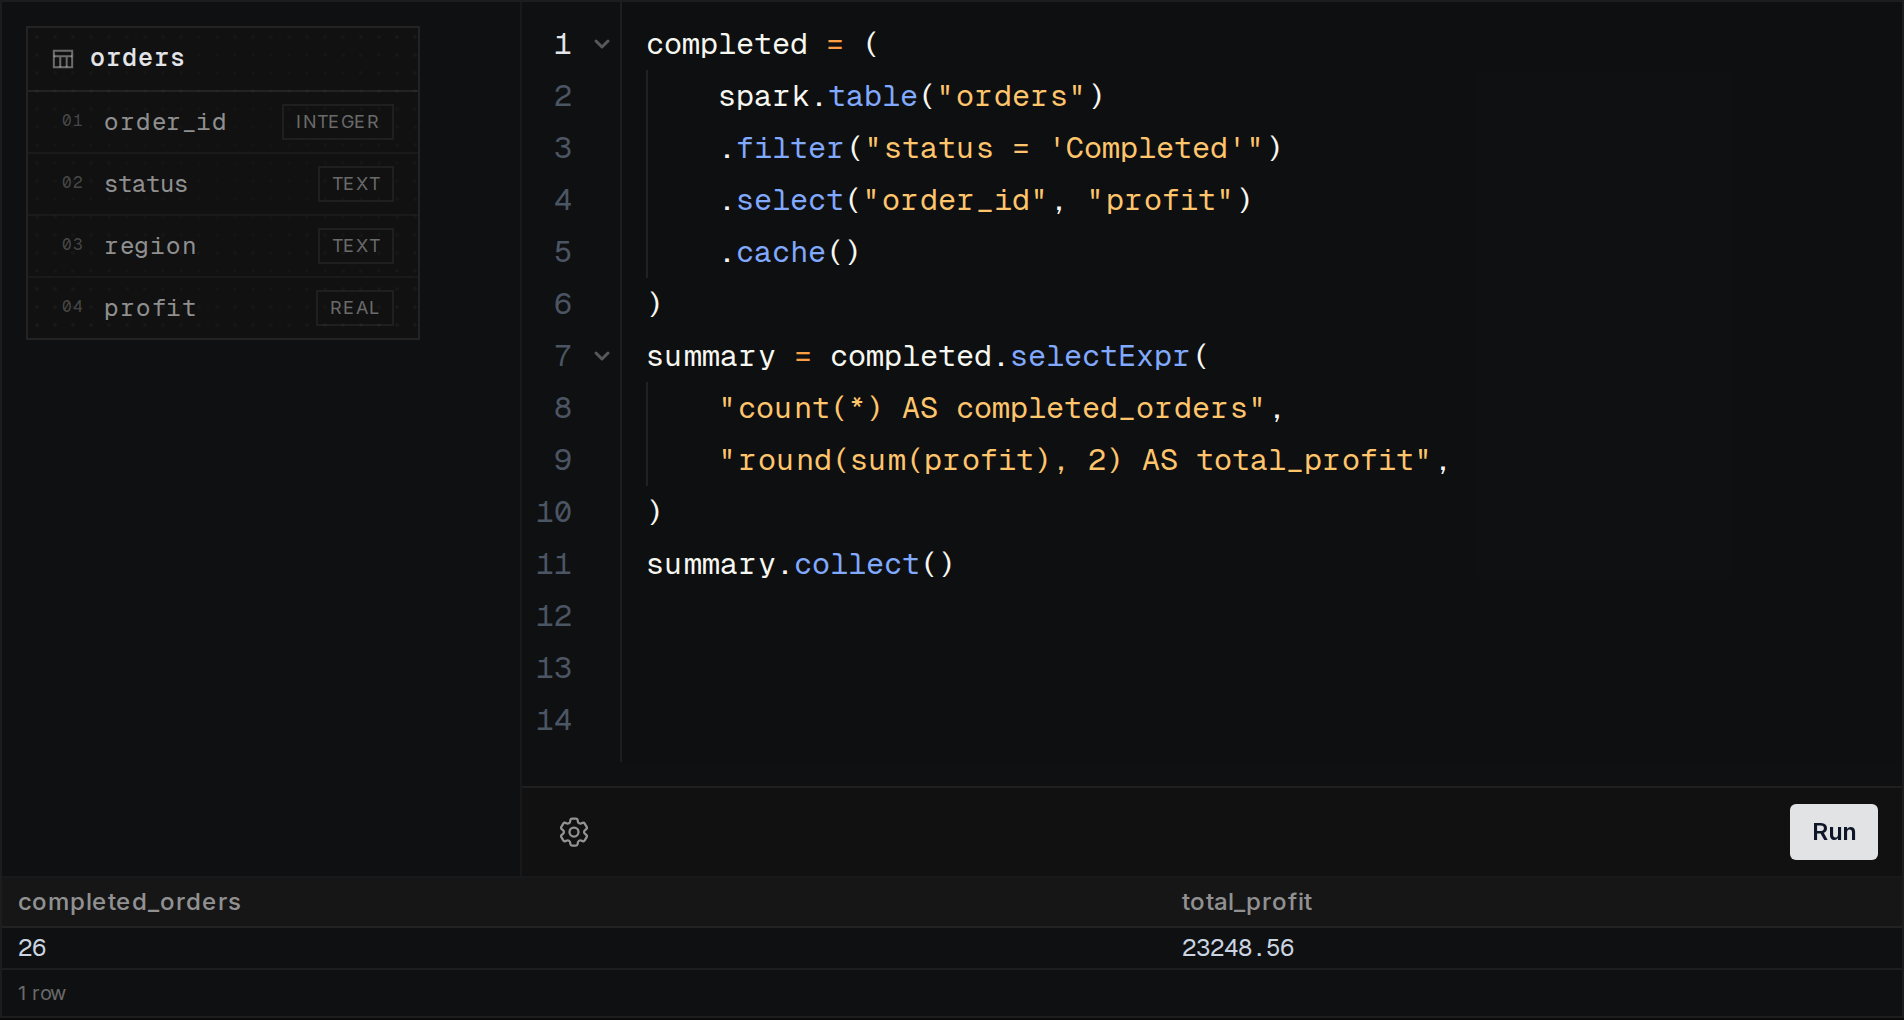 orders
01 order_id INTEGER
02 status TEXT
03 region TEXT
04 profit REAL
1 completed = (
2     spark.table("orders")
3     .filter("status = 'Completed'")
4     .select("order_id", "profit")
5     .cache()
6 )
7 summary = completed.selectExpr(
8     "count(*) AS completed_orders",
9     "round(sum(profit), 2) AS total_profit",
10 )
11 summary.collect()
12
13
14
Run
completed_orders total_profit
26 23248.56
1 row